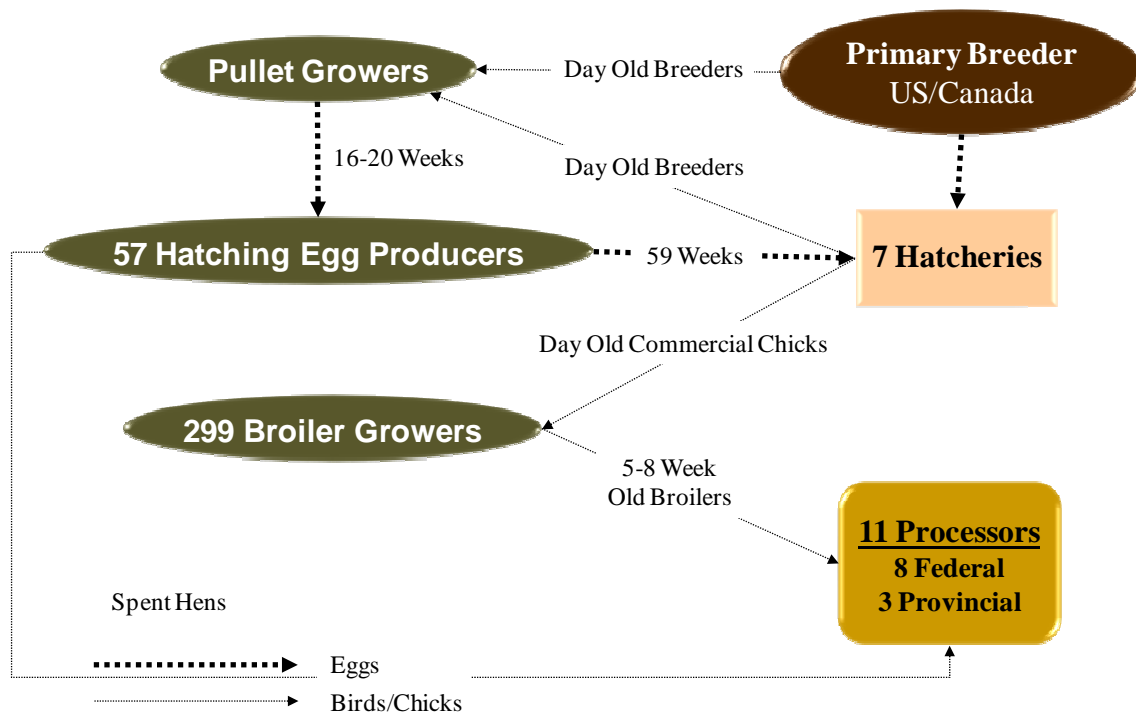 Pullet Growers
Day Old Breeders
Primary Breeder
US/Canada
16-20 Weeks
Day Old Breeders
57 Hatching Egg Producers
59 Weeks
7 Hatcheries
Day Old Commercial Chicks
299 Broiler Growers
5-8 Week
Old Broilers
11 Processors
8 Federal
3 Provincial
Spent Hens
Eggs
Birds/Chicks